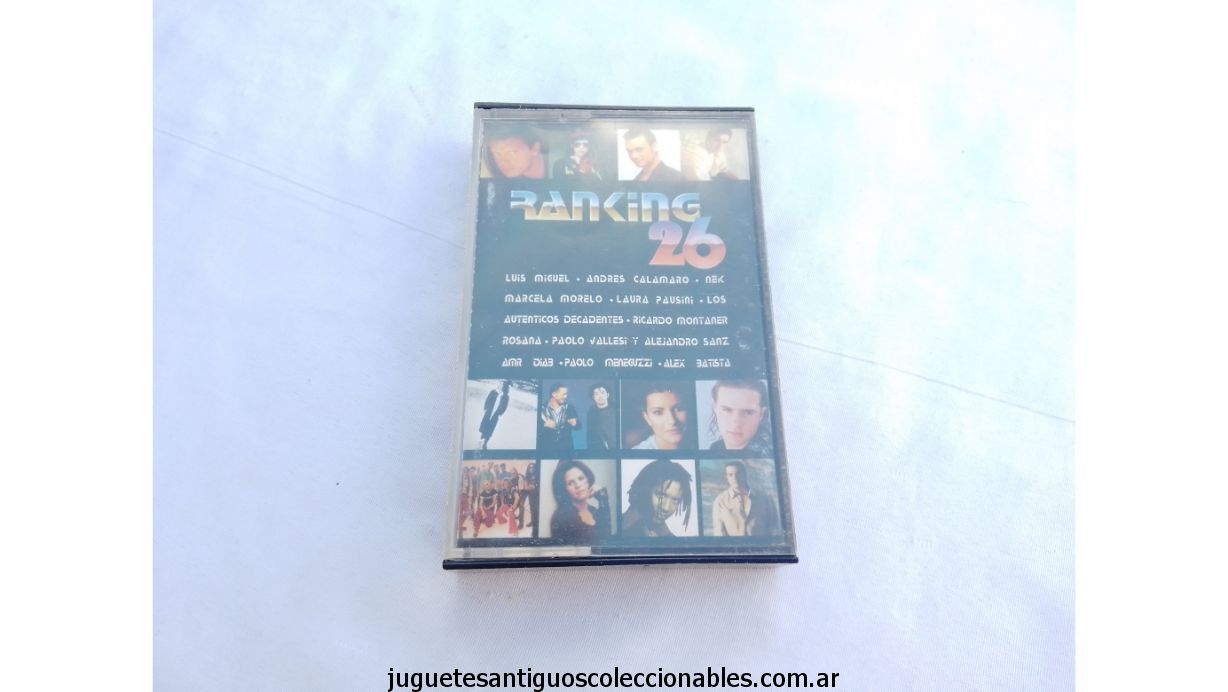 RANKING
26
LUIS MIGUEL • ANDRES CALAMARO • NEK
MARCELA MORELO • LAURA PAUSINI • LOS
AUTENTICOS DECADENTES • RICARDO MONTANER
ROSANA • PAOLO VALLESI Y ALEJANDRO SANZ
AMR DIAB • PAOLO MENEGUZZI • ALEX BATISTA
juguetesantiguoscoleccionables.com.ar